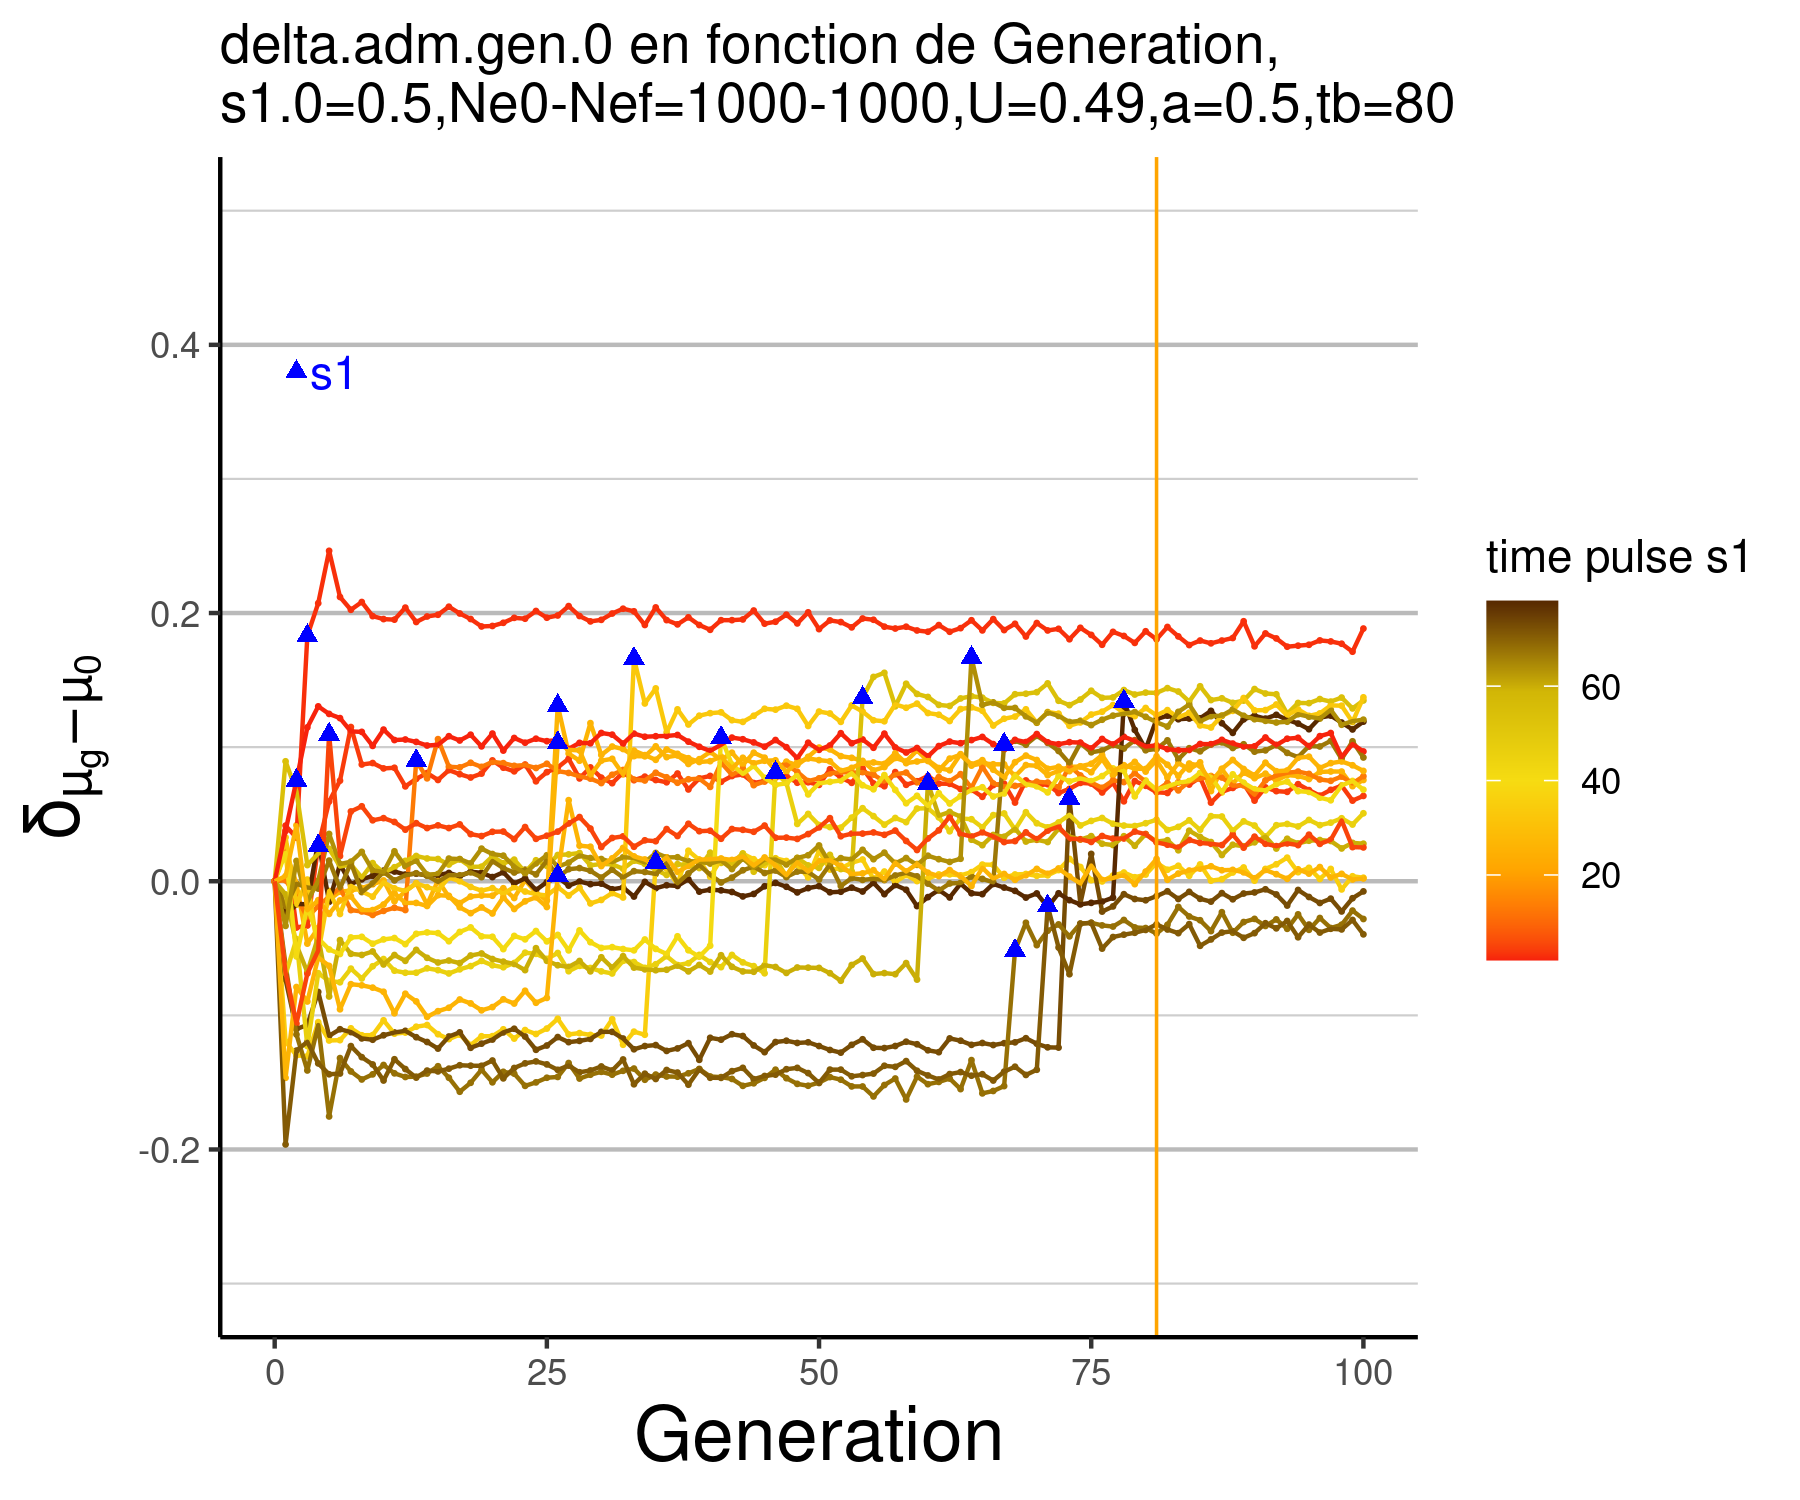 delta.adm.gen.0 en fonction de Generation,
s1.0=0.5,Ne0-Nef=1000-1000,U=0.49,a=0.5,tb=80
s1
0.4
0.2
0.0
-0.2
δμg−μ0
0
25
50
75
100
Generation
time pulse s1
60
40
20